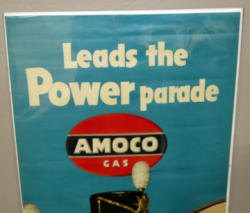 Leads the
Power parade
AMOCO
GAS